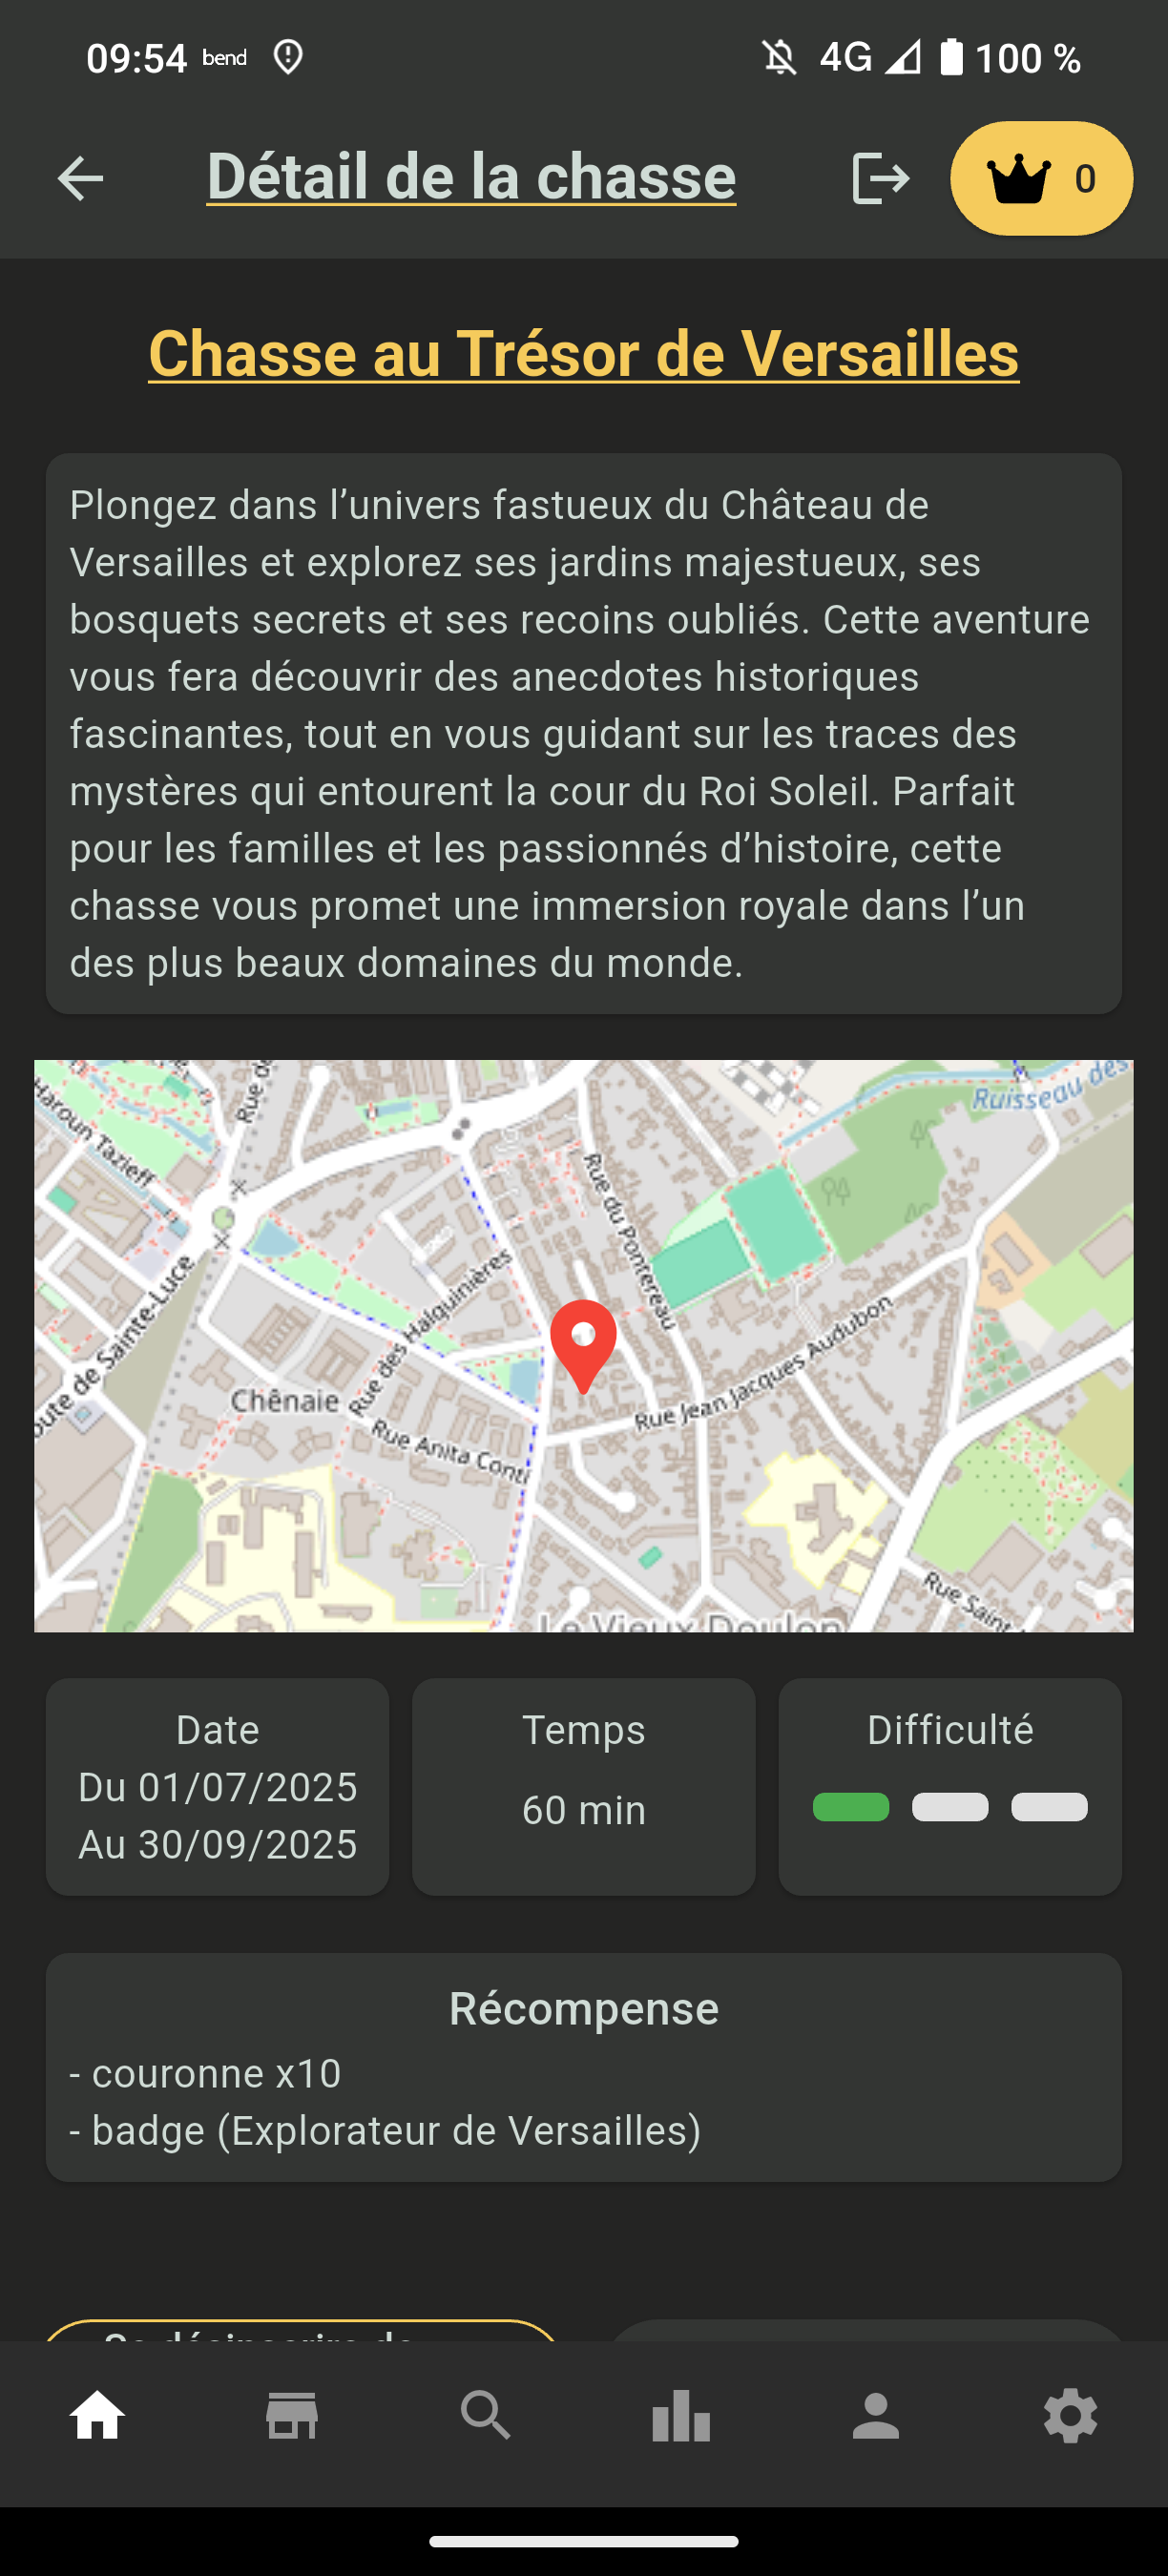 09:54 bend 4G 100 %
Détail de la chasse 0
Chasse au Trésor de Versailles
Plongez dans l’univers fastueux du Château de
Versailles et explorez ses jardins majestueux, ses
bosquets secrets et ses recoins oubliés. Cette aventure
vous fera découvrir des anecdotes historiques
fascinantes, tout en vous guidant sur les traces des
mystères qui entourent la cour du Roi Soleil. Parfait
pour les familles et les passionnés d’histoire, cette
chasse vous promet une immersion royale dans l’un
des plus beaux domaines du monde.
Ruisseau des
Haroun Tazieff
Rue de
Rue du Pontereau
oute de Sainte-Luce
Rue des Halquinières
Rue Jean Jacques Audubon
Chênaie
Rue Anita Conti
Rue Saint
Le Vieux Doulon
Date
Du 01/07/2025
Au 30/09/2025
Temps
60 min
Difficulté
Récompense
- couronne x10
- badge (Explorateur de Versailles)